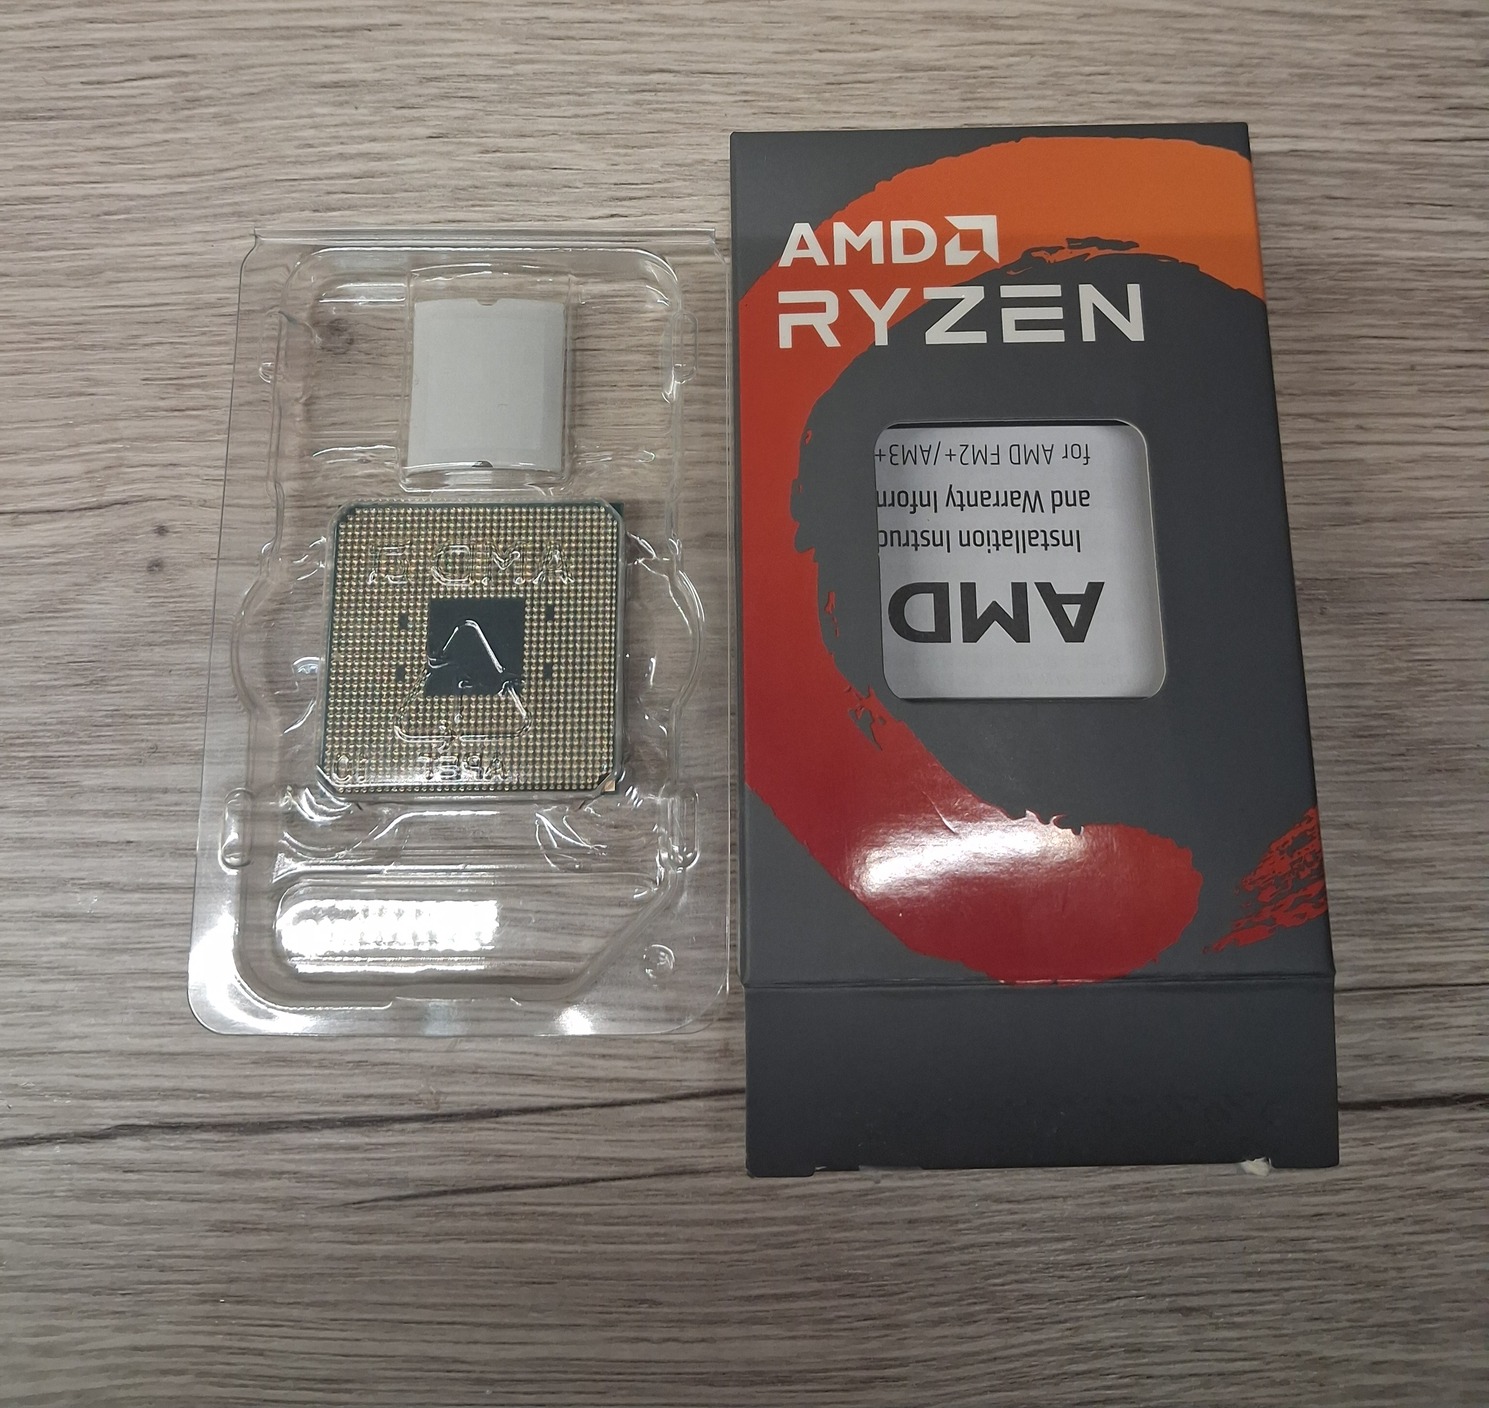 AMD
RYZEN
for AMD FM2+/AM3+
and Warranty Inform
Installation Instruc
AMD